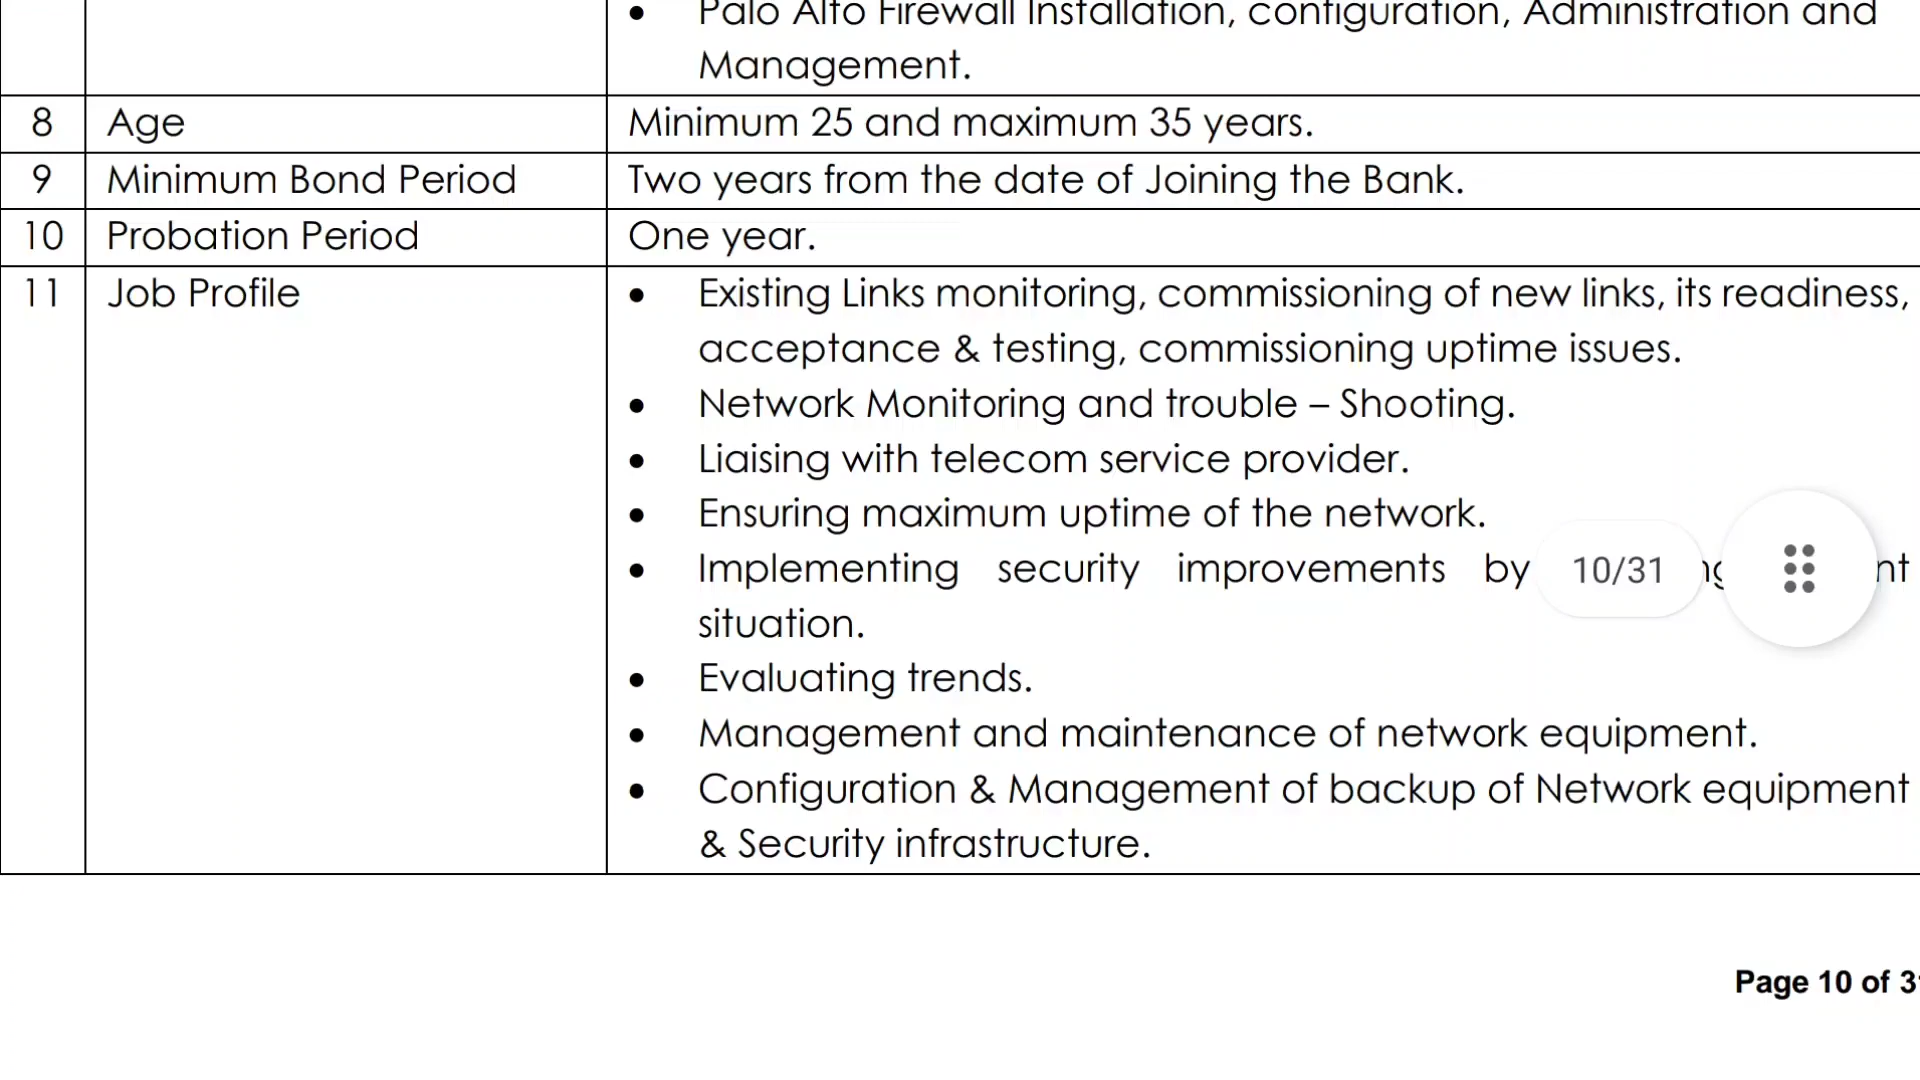 • Palo Alto Firewall Installation, configuration, Administration and
Management.
8 Age Minimum 25 and maximum 35 years.
9 Minimum Bond Period Two years from the date of Joining the Bank.
10 Probation Period One year.
11 Job Profile • Existing Links monitoring, commissioning of new links, its readiness,
acceptance & testing, commissioning uptime issues.
• Network Monitoring and trouble – Shooting.
• Liaising with telecom service provider.
• Ensuring maximum uptime of the network.
• Implementing security improvements by
10/31
situation.
• Evaluating trends.
• Management and maintenance of network equipment.
• Configuration & Management of backup of Network equipment
& Security infrastructure.
Page 10 of